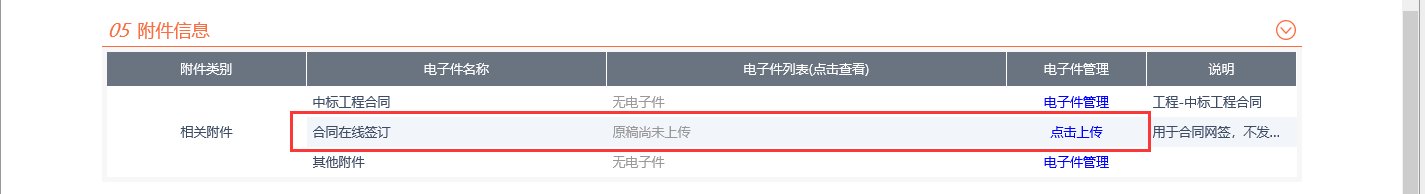 05 附件信息
附件类别 电子件名称 电子件列表(点击查看) 电子件管理 说明
中标工程合同 无电子件 电子件管理 工程-中标工程合同
相关附件 合同在线签订 原稿尚未上传 点击上传 用于合同网签，不发...
其他附件 无电子件 电子件管理